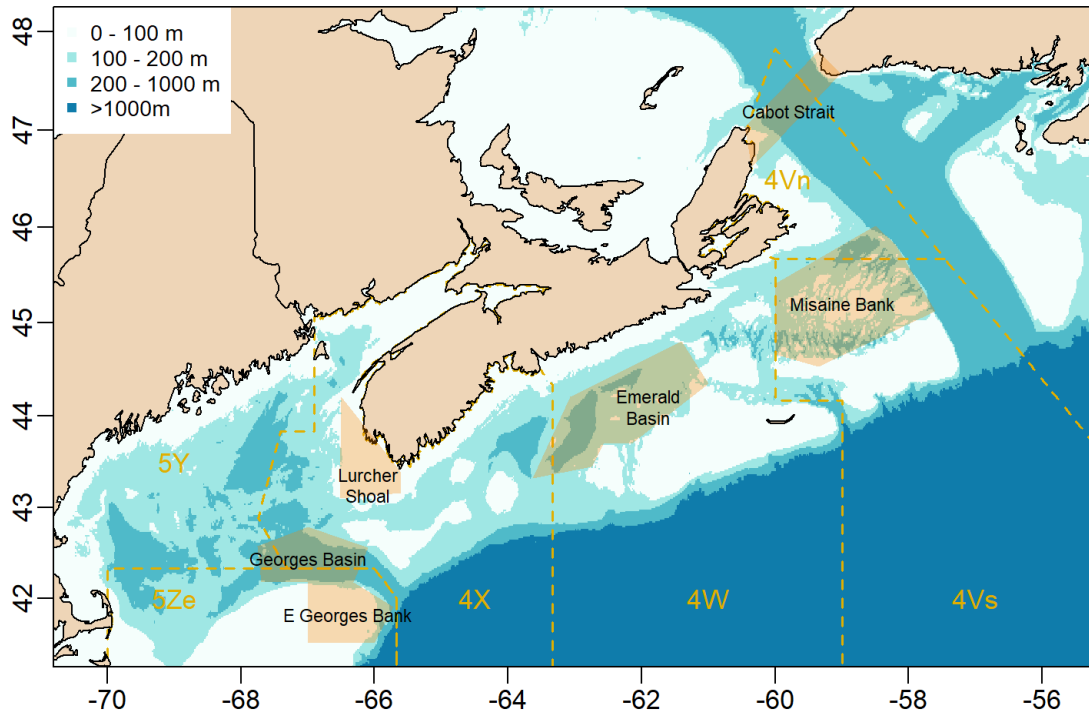 0 - 100 m
100 - 200 m
200 - 1000 m
>1000m
Cabot Strait
4Vn
Misaine Bank
Emerald
Basin
5Y
Lurcher
Shoal
Georges Basin
5Ze
E Georges Bank
4X
4W
4Vs
48
47
46
45
44
43
42
-70
-68
-66
-64
-62
-60
-58
-56